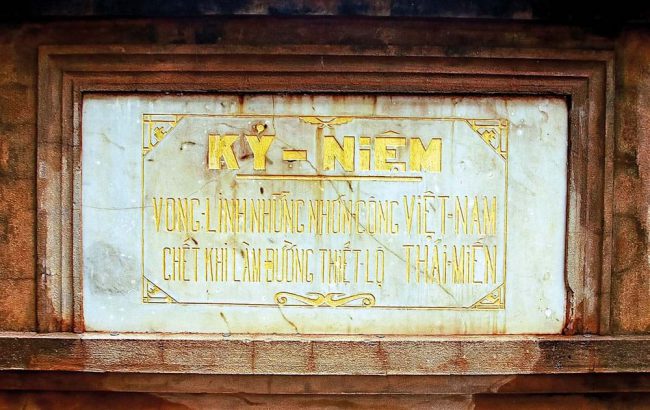 KỶ-NiỆM
VONG-LINH NHỮNG NHƠN-CÔNG VIỆT-NAM
CHẾT KHI LÀM ĐƯỜNG THIẾT-LỘ THÁI-MIẾN